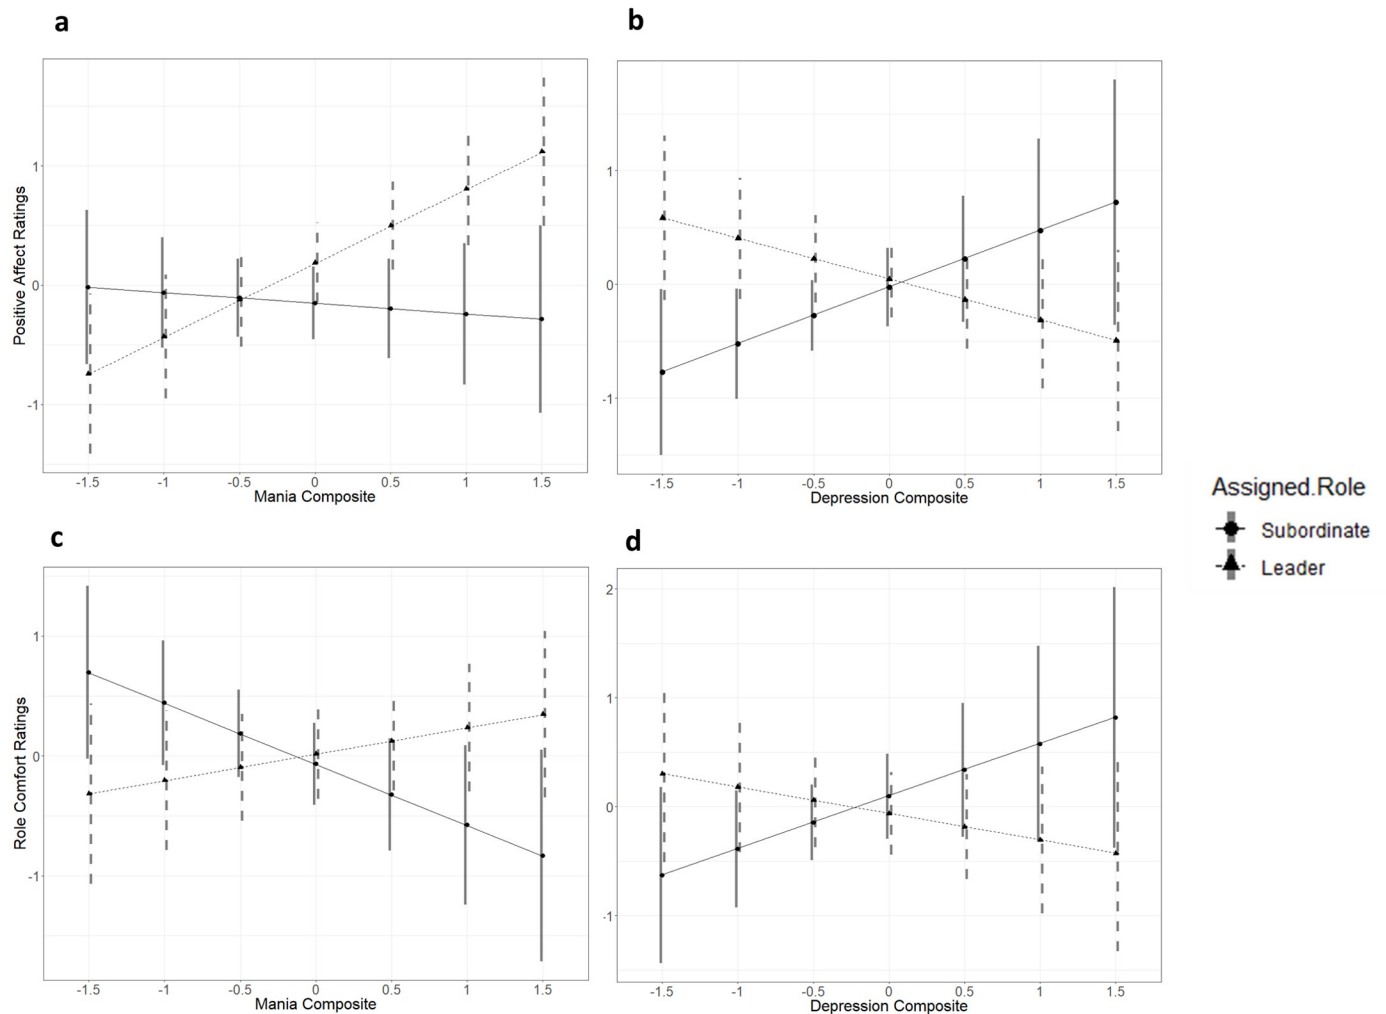 a
b
Positive Affect Ratings
1
0
-1
-1.5 -1 -0.5 0 0.5 1 1.5
Mania Composite
1
0
-1
-1.5 -1 -0.5 0 0.5 1 1.5
Depression Composite
Assigned.Role
Subordinate
Leader
c
d
Role Comfort Ratings
1
0
-1
-1.5 -1 -0.5 0 0.5 1 1.5
Mania Composite
2
1
0
-1
-1.5 -1 -0.5 0 0.5 1 1.5
Depression Composite